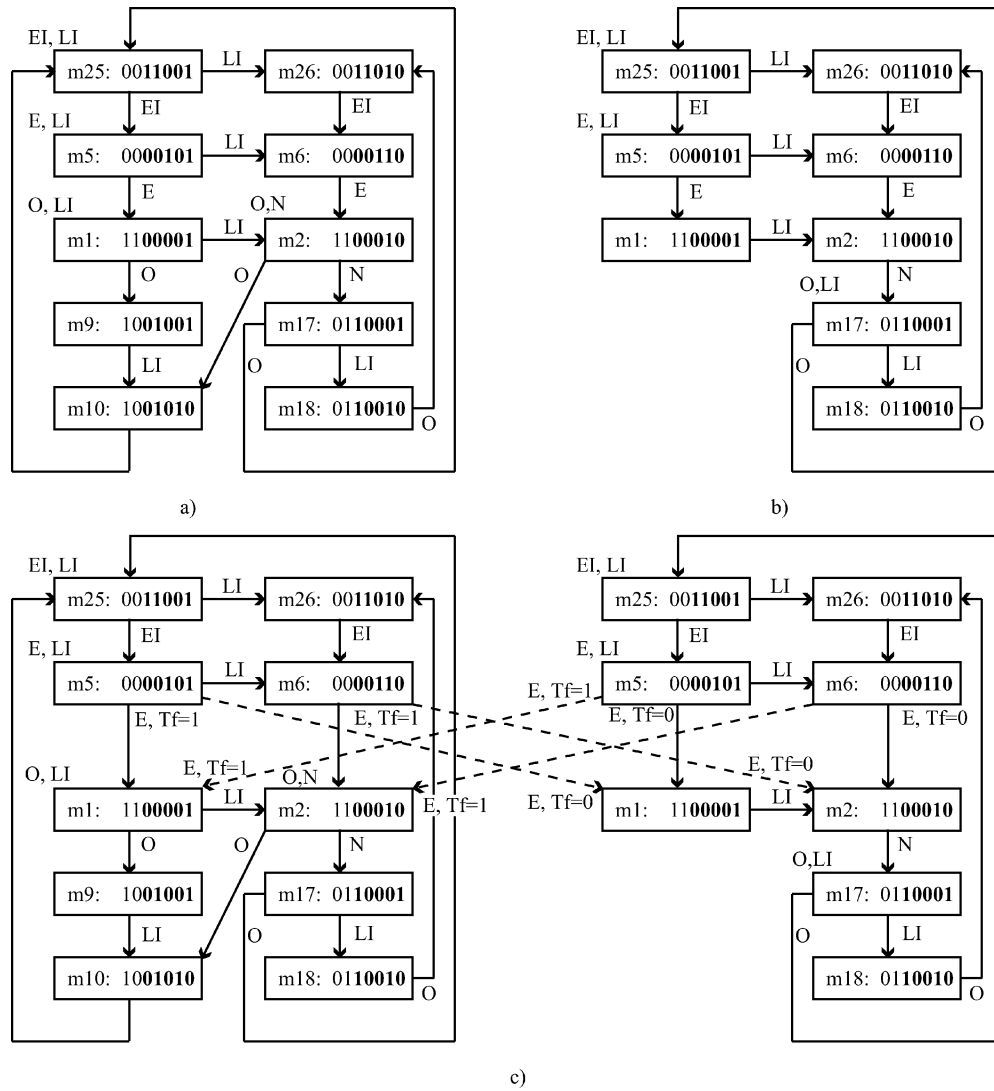 EI, LI
EI, LI
m25: 0011001
LI
m26: 0011010
m25: 0011001
LI
m26: 0011010
EI
EI
EI
EI
E, LI
E, LI
m5: 0000101
LI
m6: 0000110
m5: 0000101
LI
m6: 0000110
E
E
E
E
O, LI
O,N
m1: 1100001
LI
m2: 1100010
m1: 1100001
LI
m2: 1100010
O
O
N
N
O,LI
m9: 1001001
m17: 0110001
m17: 0110001
LI
O
LI
O
LI
m10: 1001010
m18: 0110010
O
m18: 0110010
O
a)
b)
EI, LI
EI, LI
m25: 0011001
LI
m26: 0011010
m25: 0011001
LI
m26: 0011010
EI
EI
EI
EI
E, LI
E, LI
m5: 0000101
LI
m6: 0000110
m5: 0000101
LI
m6: 0000110
E, Tf=1
E, Tf=1
E, Tf=1
E, Tf=0
E, Tf=0
O, LI
E, Tf=1
O,N
E, Tf=1
E, Tf=0
E, Tf=0
m1: 1100001
LI
m2: 1100010
m1: 1100001
LI
m2: 1100010
O
O
N
N
O,LI
m9: 1001001
m17: 0110001
m17: 0110001
LI
O
LI
O
LI
m10: 1001010
m18: 0110010
O
m18: 0110010
O
c)